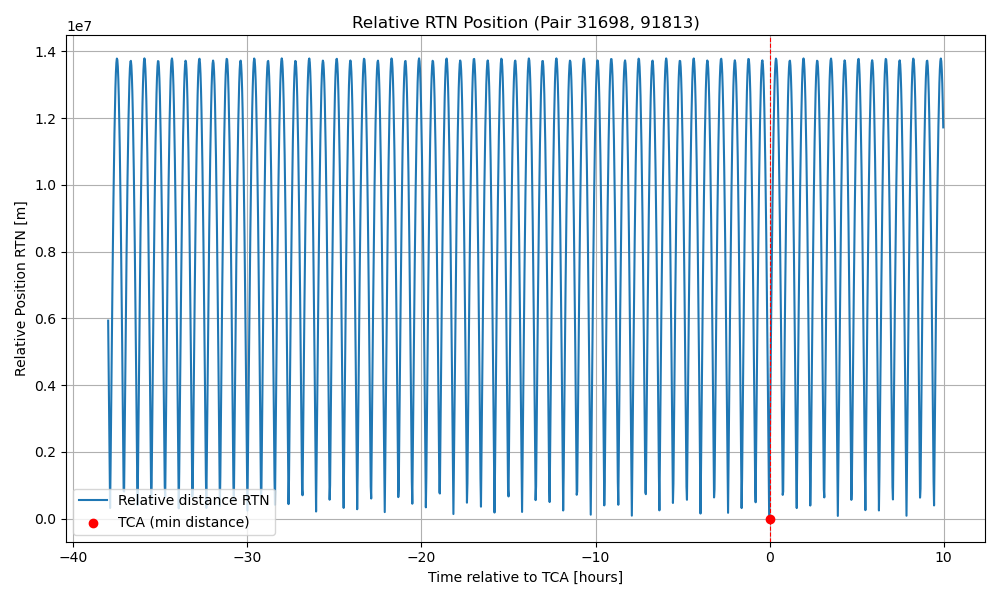 Relative RTN Position (Pair 31698, 91813)
1e7
Relative Position RTN [m]
1.4
1.2
1.0
0.8
0.6
0.4
0.2
0.0
Relative distance RTN
TCA (min distance)
−40
−30
−20
−10
0
10
Time relative to TCA [hours]